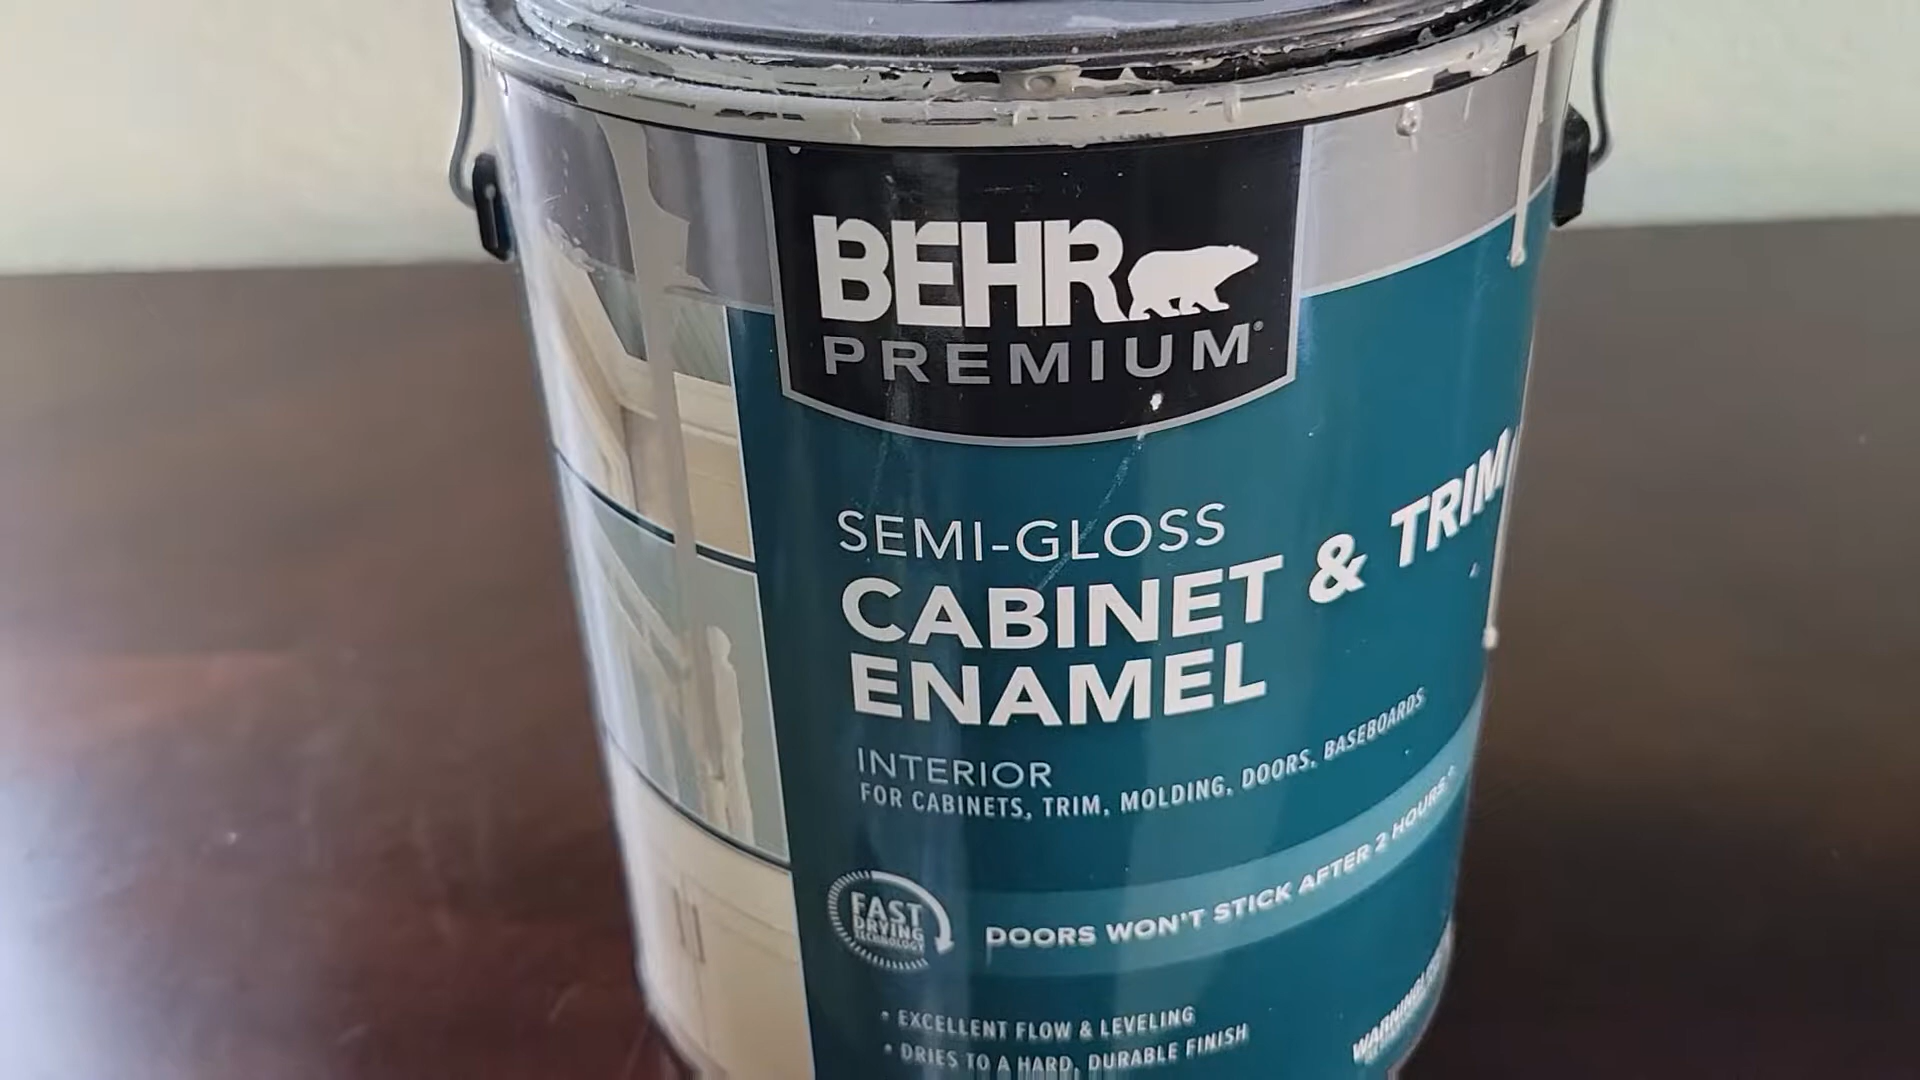 BEHR
PREMIUM®
SEMI-GLOSS
CABINET & TRIM
ENAMEL
INTERIOR
FOR CABINETS, TRIM, MOLDING, DOORS, BASEBOARDS
FAST
DRYING
TECHNOLOGY
DOORS WON'T STICK AFTER 2 HOURS*
• EXCELLENT FLOW & LEVELING
• DRIES TO A HARD, DURABLE FINISH
WARNING!